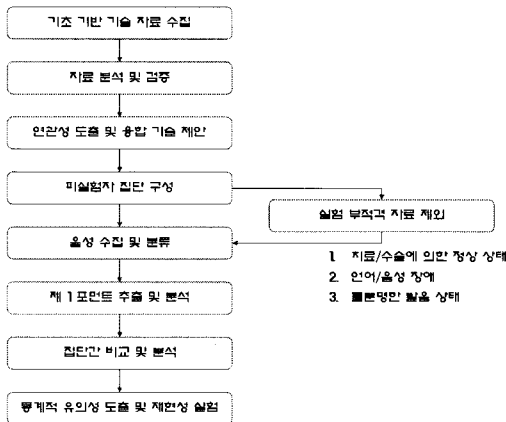 기초 기반 기술 자료 수집
자료 분석 및 검증
연관성 도출 및 융합 기술 제안
피실험자 집단 구성
실험 부적격 자료 제외
음성 수집 및 분류
1. 치료/수술에 의한 정상 상태
2. 언어/음성 장애
3. 불분명한 발음 상태
제 1 포먼트 추출 및 분석
집단간 비교 및 분석
통계적 유의성 도출 및 재현성 실험